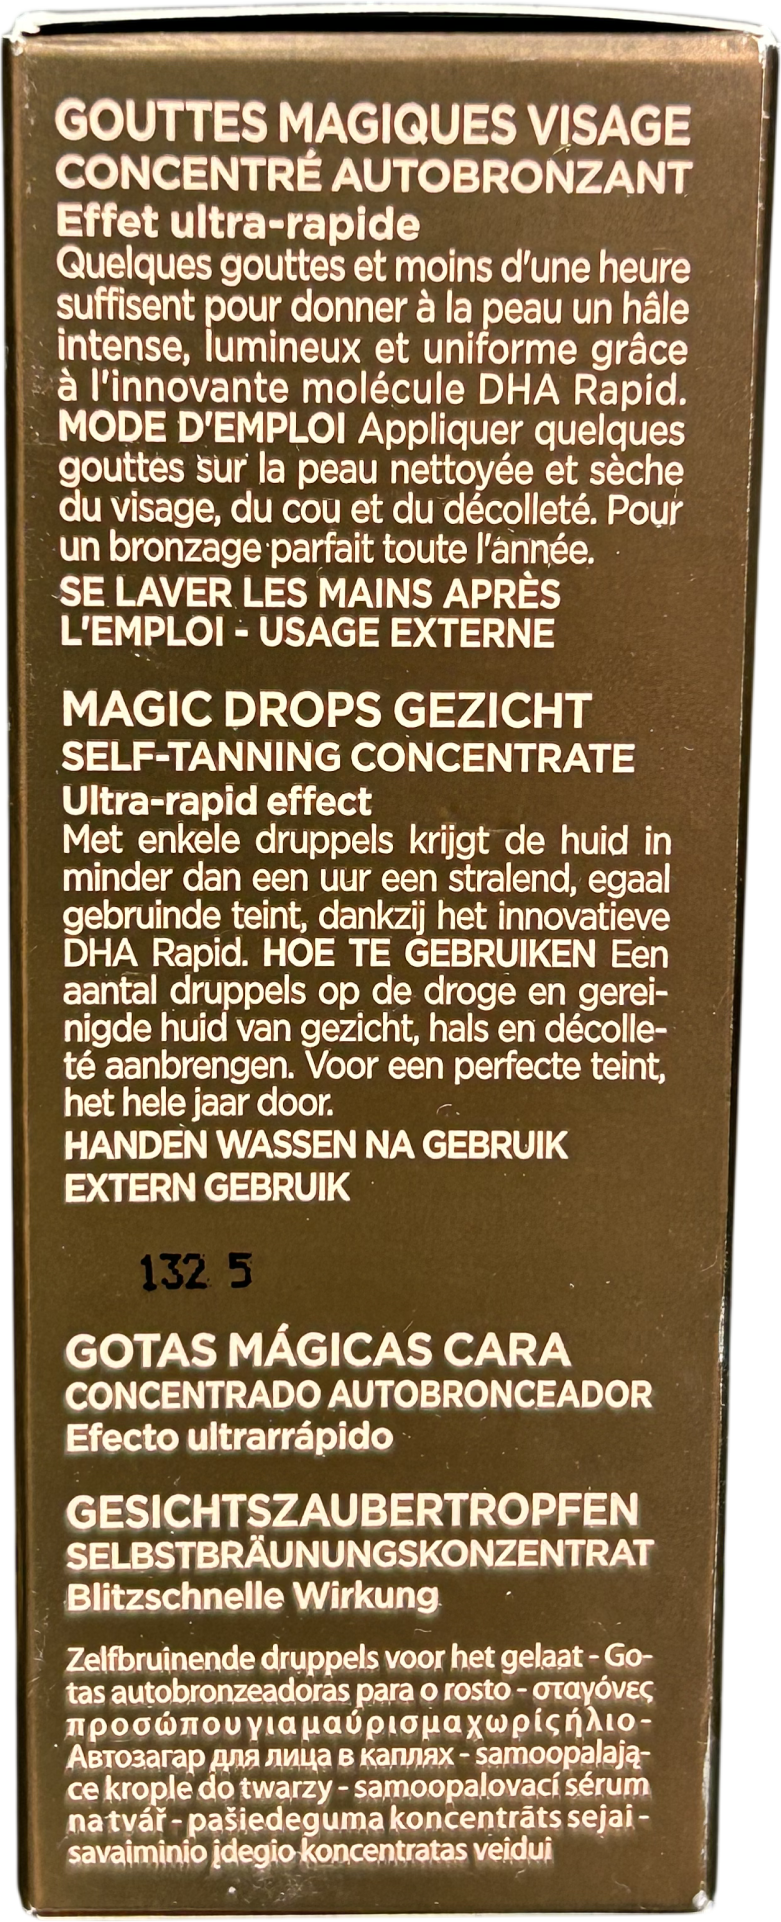 GOUTTES MAGIQUES VISAGE
CONCENTRÉ AUTOBRONZANT
Effet ultra-rapide
Quelques gouttes et moins d'une heure
suffisent pour donner à la peau un hâle
intense, lumineux et uniforme grâce
à l'innovante molécule DHA Rapid.
MODE D'EMPLOI Appliquer quelques
gouttes sur la peau nettoyée et sèche
du visage, du cou et du décolleté. Pour
un bronzage parfait toute l'année.
SE LAVER LES MAINS APRÈS
L'EMPLOI - USAGE EXTERNE
MAGIC DROPS GEZICHT
SELF-TANNING CONCENTRATE
Ultra-rapid effect
Met enkele druppels krijgt de huid in
minder dan een uur een stralend, egaal
gebruinde teint, dankzij het innovatieve
DHA Rapid. HOE TE GEBRUIKEN Een
aantal druppels op de droge en gerei-
nigde huid van gezicht, hals en décolle-
té aanbrengen. Voor een perfecte teint,
het hele jaar door.
HANDEN WASSEN NA GEBRUIK
EXTERN GEBRUIK
132 5
GOTAS MÁGICAS CARA
CONCENTRADO AUTOBRONCEADOR
Efecto ultrarrápido
GESICHTSZAUBERTROPFEN
SELBSTBRÄUNUNGSKONZENTRAT
Blitzschnelle Wirkung
Zelfbruinende druppels voor het gelaat - Go-
tas autobronzeadoras para o rosto - σταγόνες
προσώπου για μαύρισμα χωρίς ήλιο -
Автозагар для лица в каплях - samoopalają-
ce krople do twarzy - samoopalovací sérum
na tvář - pašiedeguma koncentrāts sejai -
savaiminio įdegio koncentratas veidui